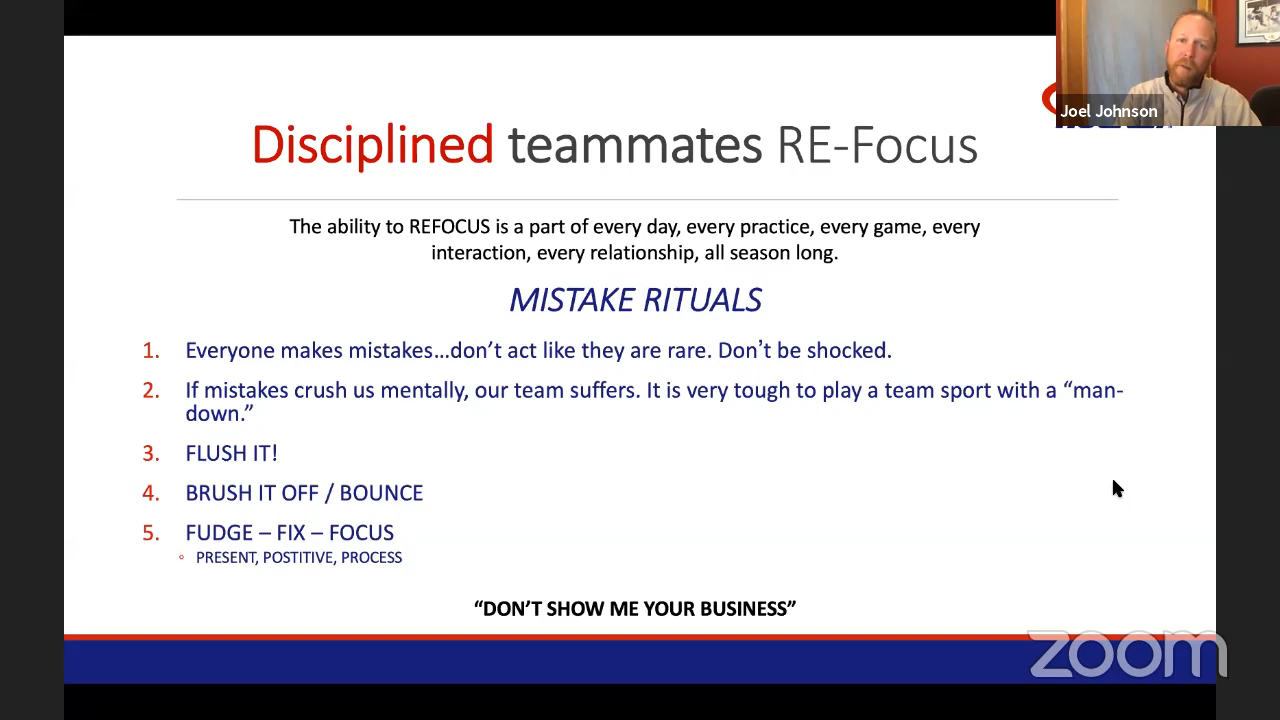 Joel Johnson
Disciplined teammates RE-Focus
The ability to REFOCUS is a part of every day, every practice, every game, every
interaction, every relationship, all season long.
MISTAKE RITUALS
1. Everyone makes mistakes…don’t act like they are rare. Don’t be shocked.
2. If mistakes crush us mentally, our team suffers. It is very tough to play a team sport with a “man-
down.”
3. FLUSH IT!
4. BRUSH IT OFF / BOUNCE
5. FUDGE – FIX – FOCUS
◦ PRESENT, POSTITIVE, PROCESS
“DON’T SHOW ME YOUR BUSINESS”
zoom